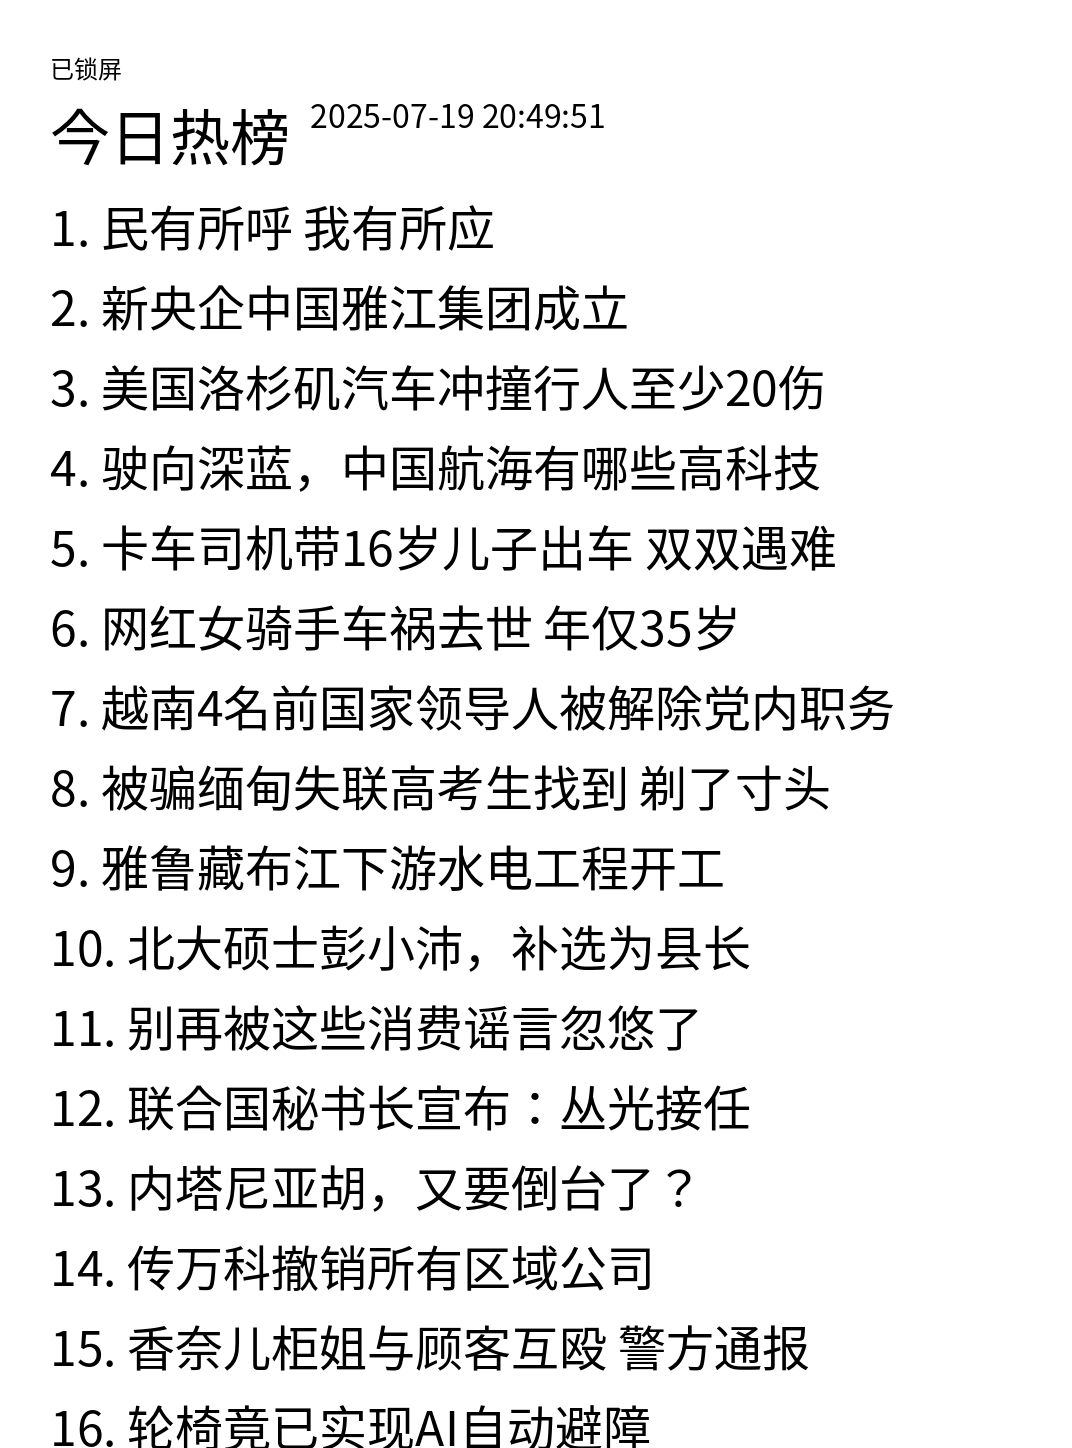 已锁屏
今日热榜 2025-07-19 20:49:51
1. 民有所呼 我有所应
2. 新央企中国雅江集团成立
3. 美国洛杉矶汽车冲撞行人至少20伤
4. 驶向深蓝，中国航海有哪些高科技
5. 卡车司机带16岁儿子出车 双双遇难
6. 网红女骑手车祸去世 年仅35岁
7. 越南4名前国家领导人被解除党内职务
8. 被骗缅甸失联高考生找到 剃了寸头
9. 雅鲁藏布江下游水电工程开工
10. 北大硕士彭小沛，补选为县长
11. 别再被这些消费谣言忽悠了
12. 联合国秘书长宣布：丛光接任
13. 内塔尼亚胡，又要倒台了？
14. 传万科撤销所有区域公司
15. 香奈儿柜姐与顾客互殴 警方通报
16. 轮椅竟已实现AI自动避障